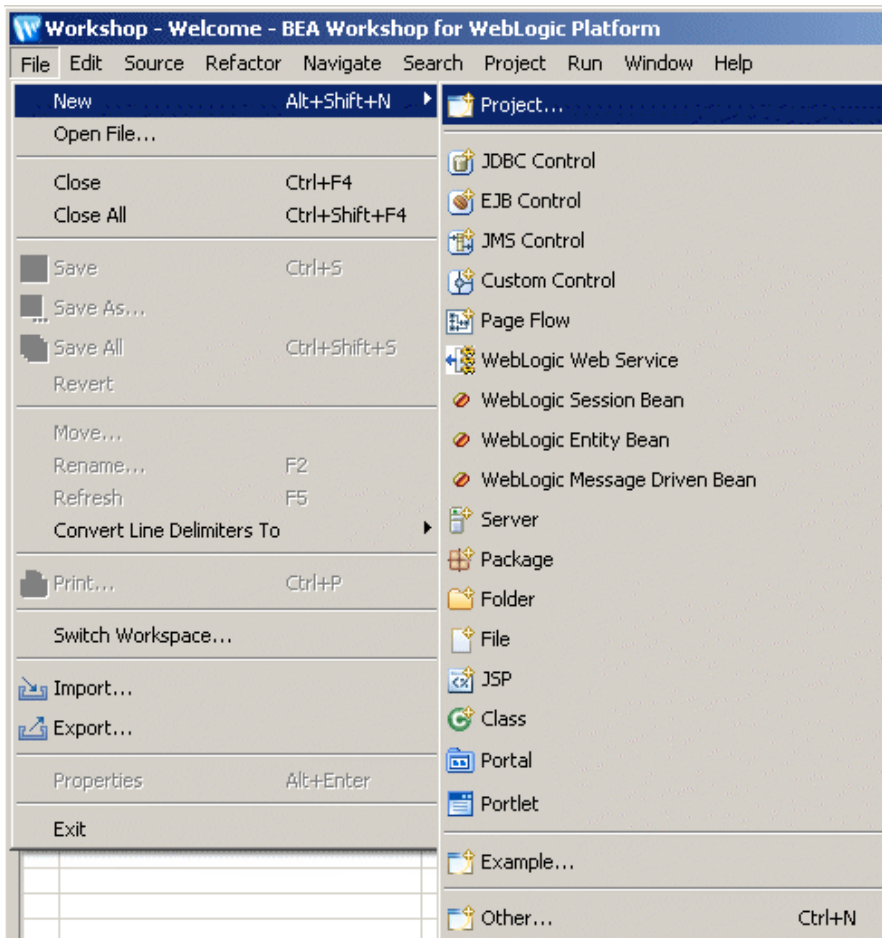 Workshop - Welcome - BEA Workshop for WebLogic Platform
File Edit Source Refactor Navigate Search Project Run Window Help
New Alt+Shift+N
Open File...
Close Ctrl+F4
Close All Ctrl+Shift+F4
Save Ctrl+S
Save As...
Save All Ctrl+Shift+S
Revert
Move...
Rename... F2
Refresh F5
Convert Line Delimiters To
Print... Ctrl+P
Switch Workspace...
Import...
Export...
Properties Alt+Enter
Exit
Project...
JDBC Control
EJB Control
JMS Control
Custom Control
Page Flow
WebLogic Web Service
WebLogic Session Bean
WebLogic Entity Bean
WebLogic Message Driven Bean
Server
Package
Folder
File
JSP
Class
Portal
Portlet
Example...
Other... Ctrl+N